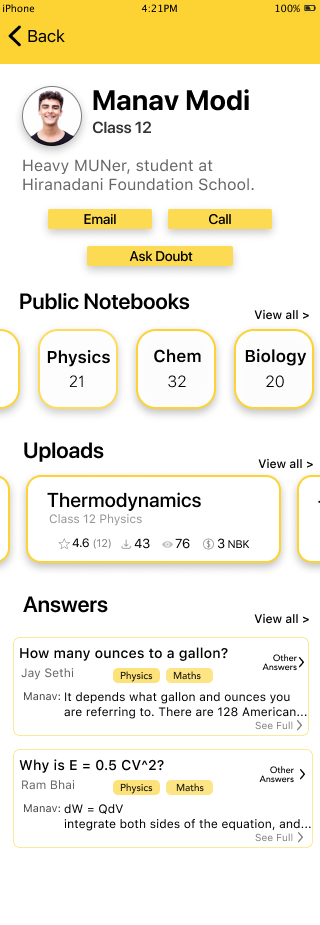 iPhone 4:21PM 100%
Back
Manav Modi
Class 12
Heavy MUNer, student at
Hiranadani Foundation School.
Email Call
Ask Doubt
Public Notebooks
View all >
Physics Chem Biology
21 32 20
Uploads
View all >
Thermodynamics
Class 12 Physics
4.6 (12) 43 76 3 NBK
Answers
View all >
How many ounces to a gallon?
Other
Answers
Jay Sethi Physics Maths
Manav: It depends what gallon and ounces you
are referring to. There are 128 American...
See Full
Why is E = 0.5 CV^2?
Other
Answers
Ram Bhai Physics Maths
Manav: dW = QdV
integrate both sides of the equation, and...
See Full